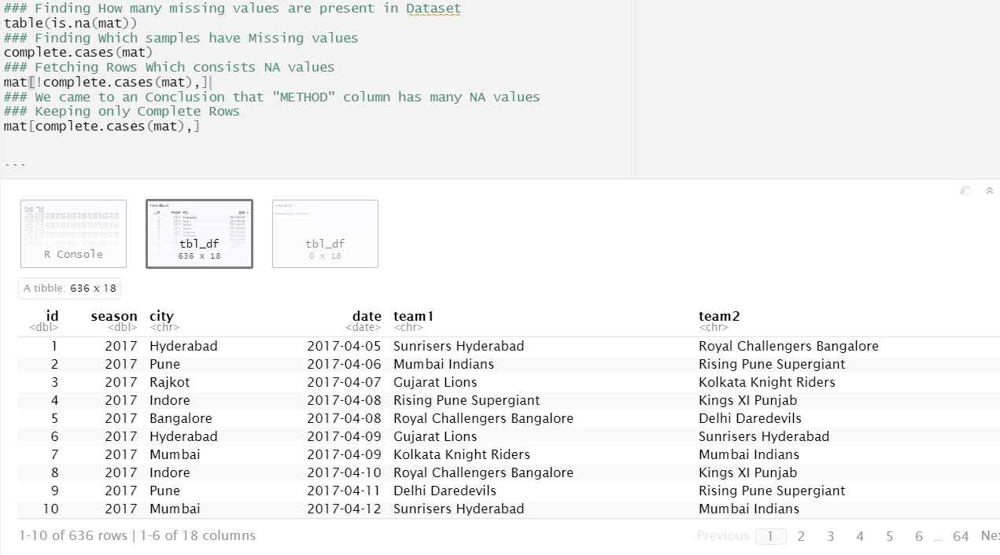 ### Finding How many missing values are present in Dataset
table(is.na(mat))
### Finding Which samples have Missing values
complete.cases(mat)
### Fetching Rows Which consists NA values
mat[!complete.cases(mat),]
### We came to an Conclusion that "METHOD" column has many NA values
### Keeping only Complete Rows
mat[complete.cases(mat),]
```
R Console
tbl_df
636 x 18
tbl_df
0 x 18
A tibble: 636 x 18
id season city date team1 team2
<dbl> <dbl> <chr> <date> <chr> <chr>
1 2017 Hyderabad 2017-04-05 Sunrisers Hyderabad Royal Challengers Bangalore
2 2017 Pune 2017-04-06 Mumbai Indians Rising Pune Supergiant
3 2017 Rajkot 2017-04-07 Gujarat Lions Kolkata Knight Riders
4 2017 Indore 2017-04-08 Rising Pune Supergiant Kings XI Punjab
5 2017 Bangalore 2017-04-08 Royal Challengers Bangalore Delhi Daredevils
6 2017 Hyderabad 2017-04-09 Gujarat Lions Sunrisers Hyderabad
7 2017 Mumbai 2017-04-09 Kolkata Knight Riders Mumbai Indians
8 2017 Indore 2017-04-10 Royal Challengers Bangalore Kings XI Punjab
9 2017 Pune 2017-04-11 Delhi Daredevils Rising Pune Supergiant
10 2017 Mumbai 2017-04-12 Sunrisers Hyderabad Mumbai Indians
1-10 of 636 rows | 1-6 of 18 columns Previous 1 2 3 4 5 6 ... 64